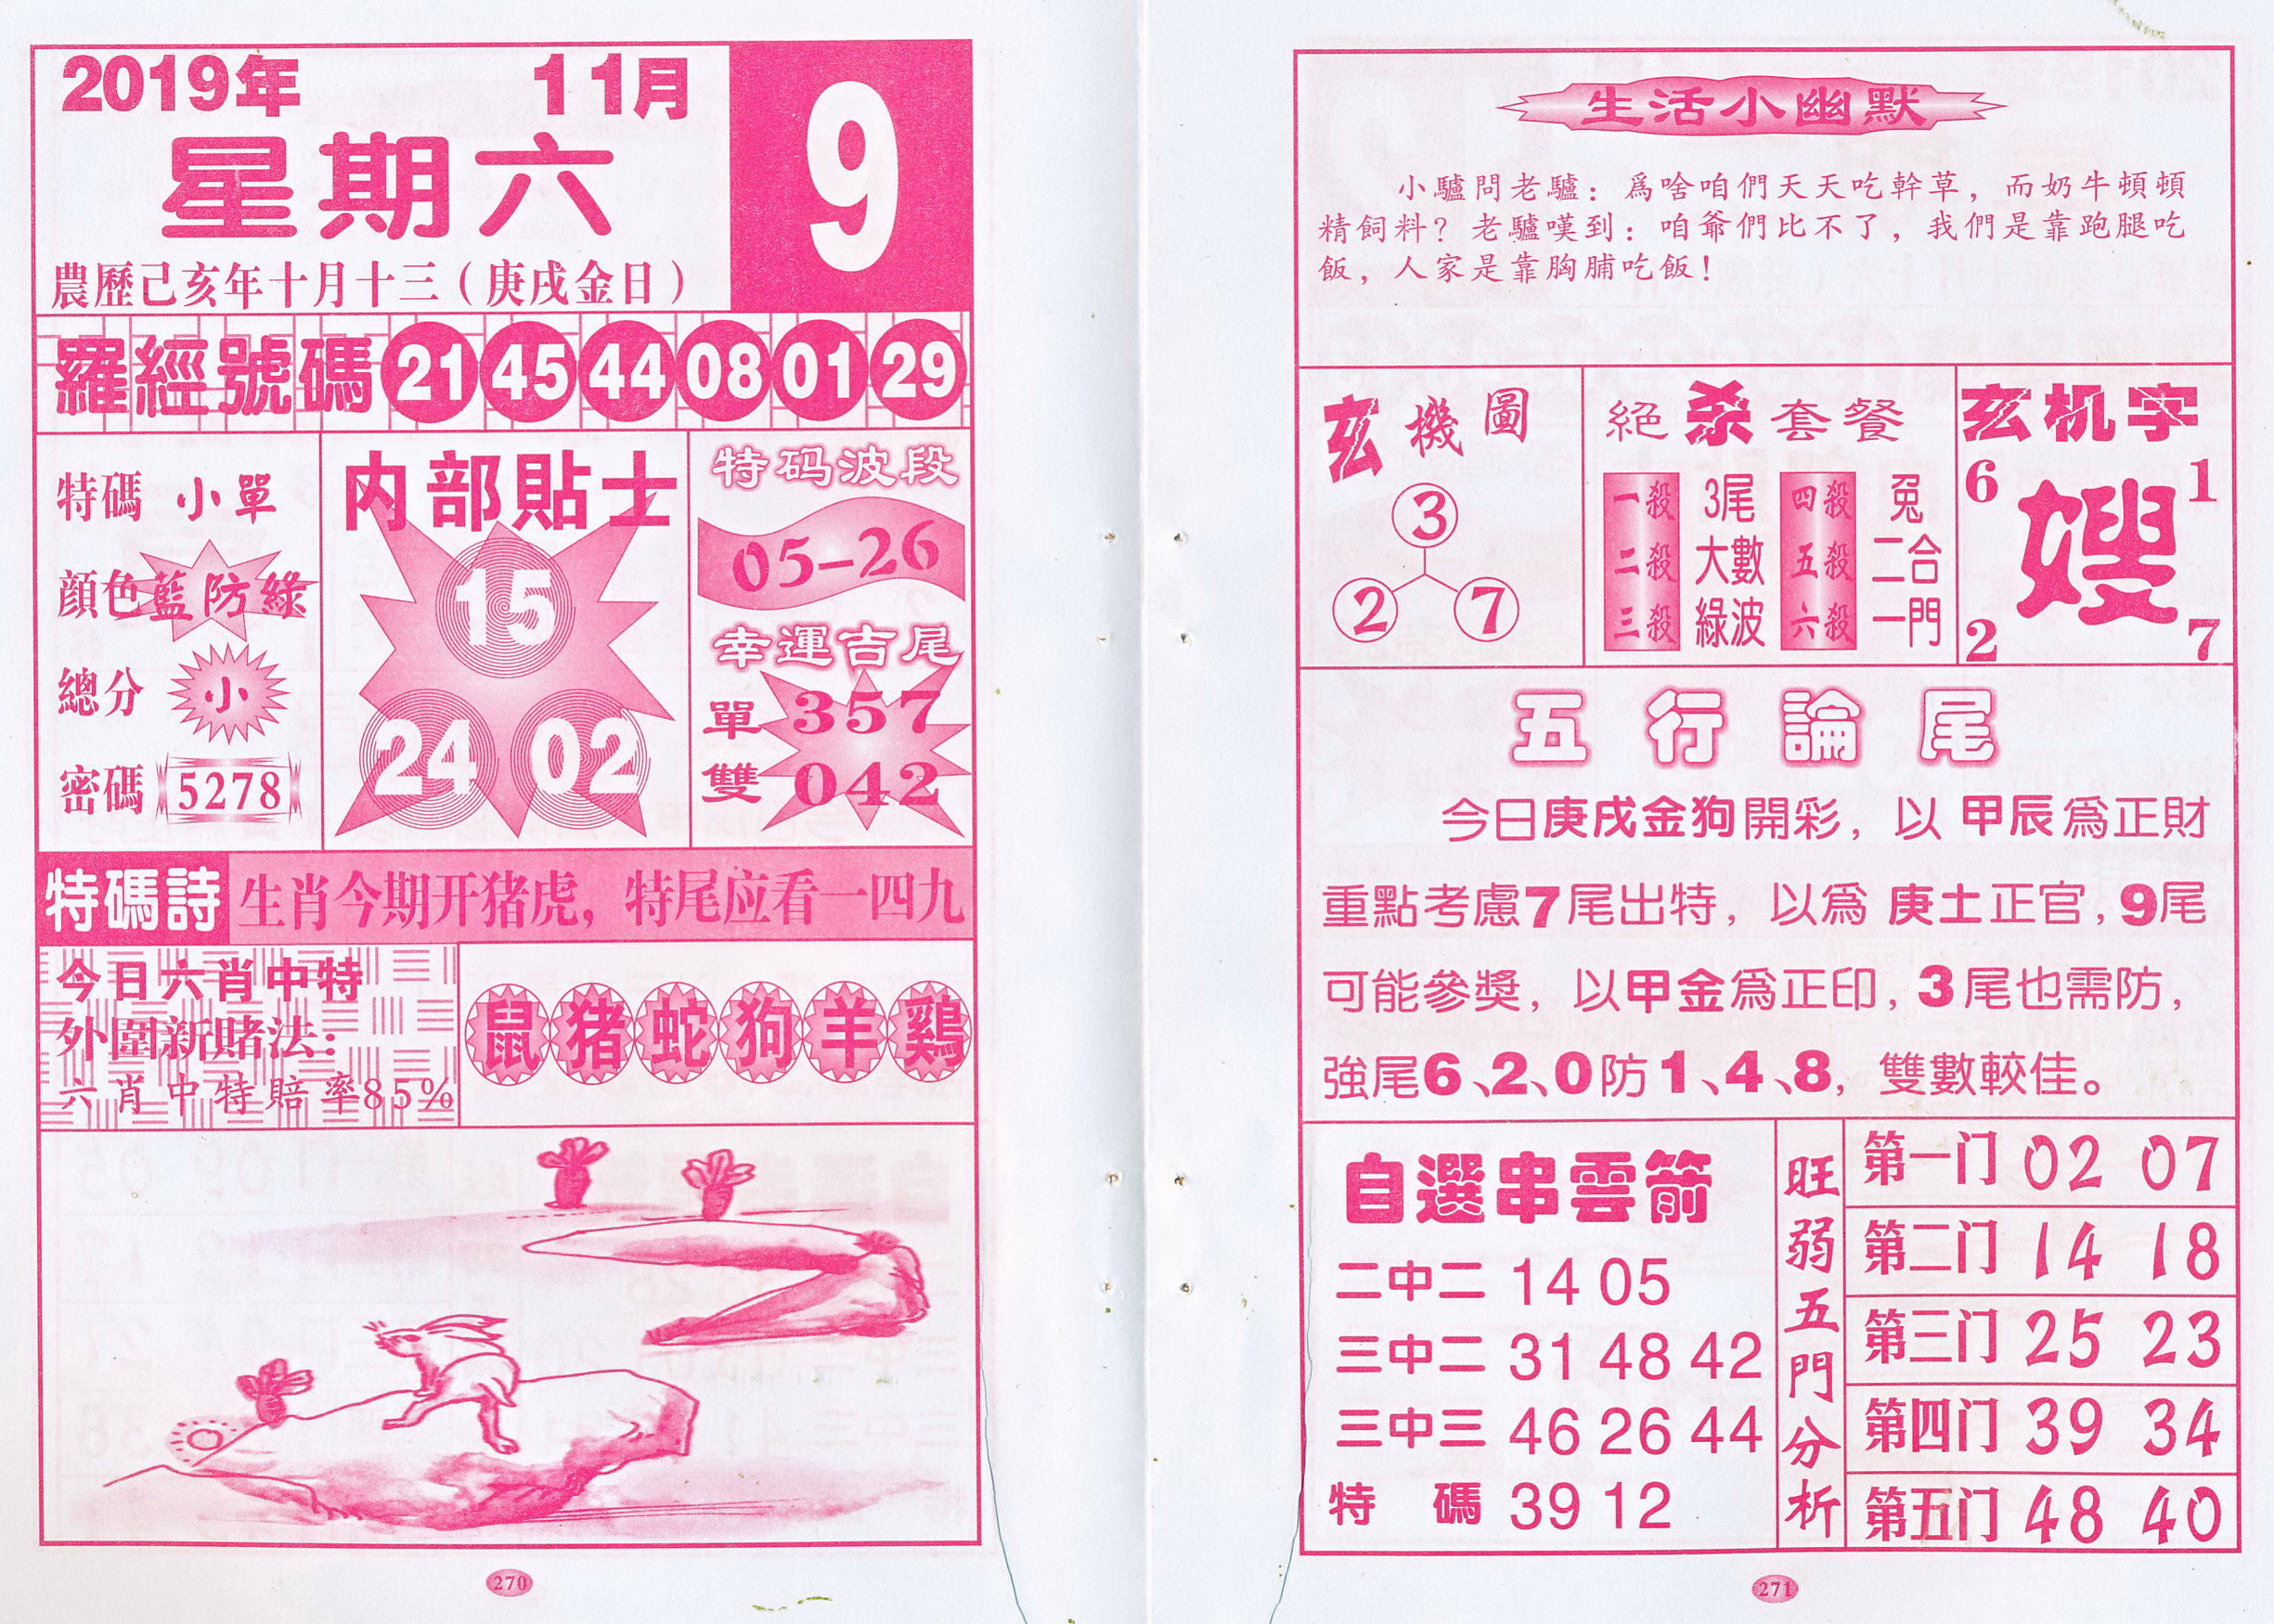 2019年 11月 9
星期六
農歷己亥年十月十三（庚戌金日）
羅經號碼 21 45 44 08 01 29
特碼 小單
顔色 藍防綠
總分 小
密碼 5278
内部貼士
15
24 02
特码波段
05-26
幸運吉尾
單 357
雙 042
特碼詩 生肖今期开猪虎，特尾应看一四九
今日六肖中特
外圍新賭法：
六肖中特賠率85%
鼠 猪 蛇 狗 羊 鷄
270
生活小幽默
小驢問老驢：爲啥咱們天天吃幹草，而奶牛頓頓
精飼料？老驢嘆到：咱爺們比不了，我們是靠跑腿吃
飯，人家是靠胸脯吃飯！
玄機圖
3
2 7
絕杀套餐
一殺 3尾 四殺 兔
二殺 大數 五殺 二合
三殺 綠波 六殺 一門
玄机字
6 1
嫂
2 7
五行論尾
今日庚戌金狗開彩，以 甲辰爲正財
重點考慮7尾出特，以爲 庚土正官，9尾
可能參獎，以甲金爲正印，3尾也需防，
強尾6、2、0防1、4、8，雙數較佳。
自選串雲箭
二中二 14 05
三中二 31 48 42
三中三 46 26 44
特碼 39 12
旺弱五門分析
第一门 02 07
第二门 14 18
第三门 25 23
第四门 39 34
第五门 48 40
271